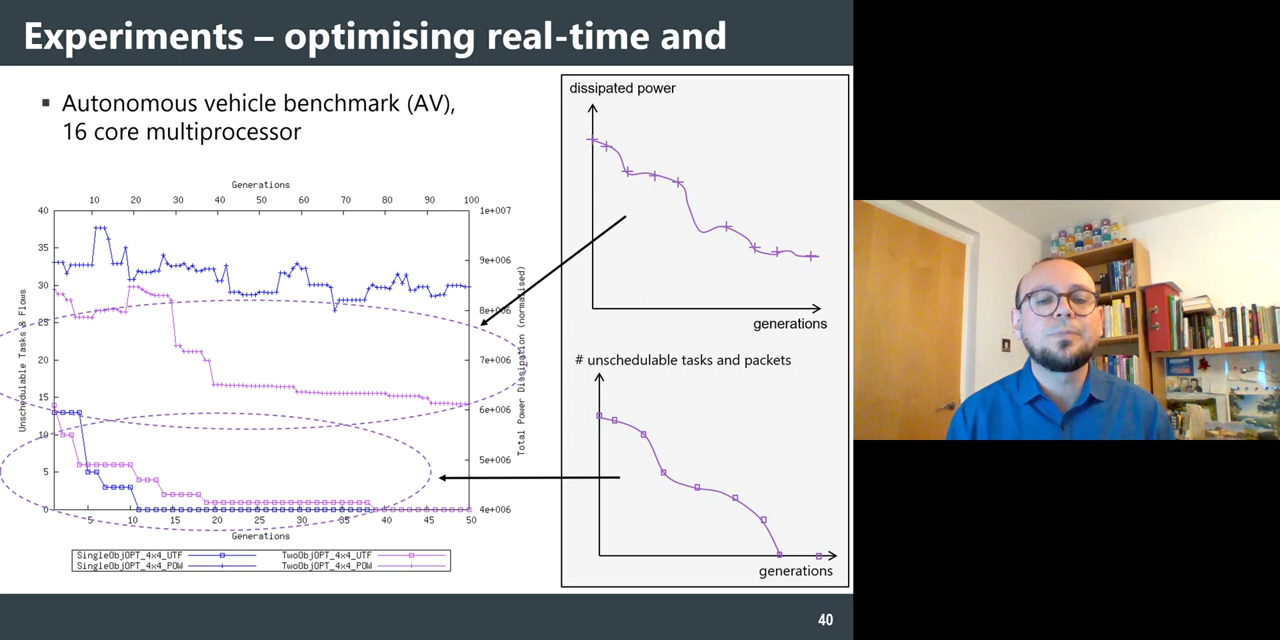 Experiments – optimising real-time and
▪ Autonomous vehicle benchmark (AV),
16 core multiprocessor
Generations
10 20 30 40 50 60 70 80 90 100
40
35
30
25
20
15
10
5
0
Unschedulable Tasks & Flows
1e+007
9e+006
8e+006
7e+006
6e+006
5e+006
4e+006
Total Power Dissipation (normalised)
5 10 15 20 25 30 35 40 45 50
Generations
SingleObjOPT_4x4_UTF TwoObjOPT_4x4_UTF
SingleObjOPT_4x4_POW TwoObjOPT_4x4_POW
dissipated power
generations
# unschedulable tasks and packets
generations
40